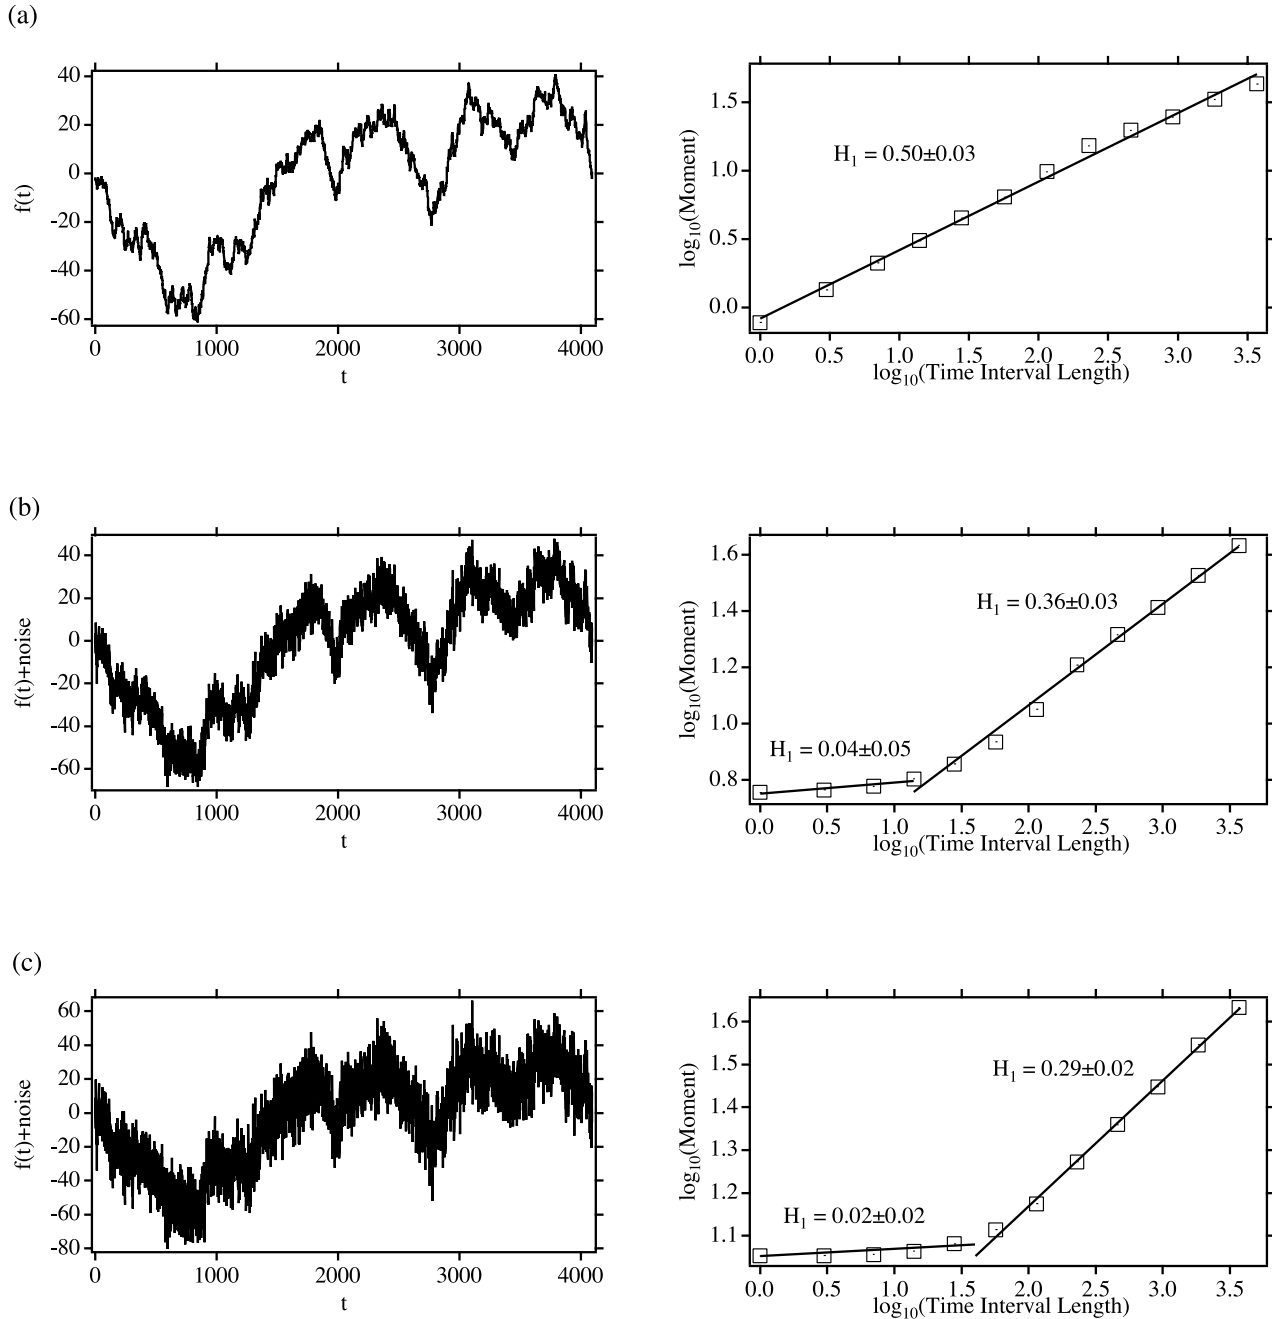 (a)
40
20
0
-20
-40
-60
f(t)
0 1000 2000 3000 4000
t
1.5
1.0
0.5
0.0
log10(Moment)
H1 = 0.50±0.03
0.0 0.5 1.0 1.5 2.0 2.5 3.0 3.5
log10(Time Interval Length)
(b)
40
20
0
-20
-40
-60
f(t)+noise
0 1000 2000 3000 4000
t
1.6
1.4
1.2
1.0
0.8
log10(Moment)
H1 = 0.36±0.03
H1 = 0.04±0.05
0.0 0.5 1.0 1.5 2.0 2.5 3.0 3.5
log10(Time Interval Length)
(c)
60
40
20
0
-20
-40
-60
-80
f(t)+noise
0 1000 2000 3000 4000
t
1.6
1.5
1.4
1.3
1.2
1.1
log10(Moment)
H1 = 0.29±0.02
H1 = 0.02±0.02
0.0 0.5 1.0 1.5 2.0 2.5 3.0 3.5
log10(Time Interval Length)